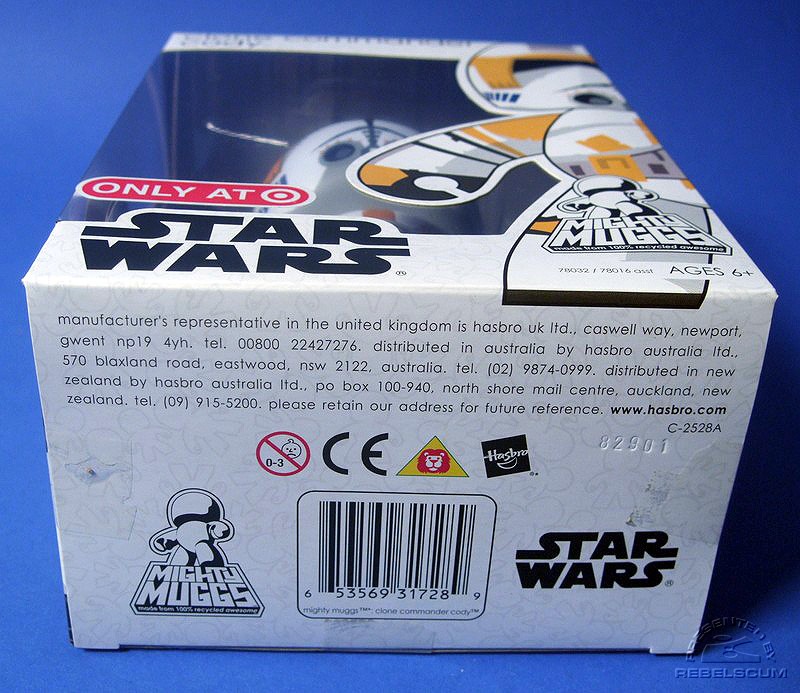 cody
ONLY AT
STAR
WARS®
MIGHTY
MUGGS
made from 100% recycled awesome
78032 / 78016 asst AGES 6+
manufacturer's representative in the united kingdom is hasbro uk ltd., caswell way, newport,
gwent np19 4yh. tel. 00800 22427276. distributed in australia by hasbro australia ltd.,
570 blaxland road, eastwood, nsw 2122, australia. tel. (02) 9874-0999. distributed in new
zealand by hasbro australia ltd., po box 100-940, north shore mail centre, auckland, new
zealand. tel. (09) 915-5200. please retain our address for future reference. www.hasbro.com
C-2528A
82901
0-3
CE
Hasbro®
MIGHTY
MUGGS
made from 100% recycled awesome
6 53569 31728 9
mighty muggs™*: clone commander cody™
STAR
WARS®
PRESENTED BY
REBELSCUM